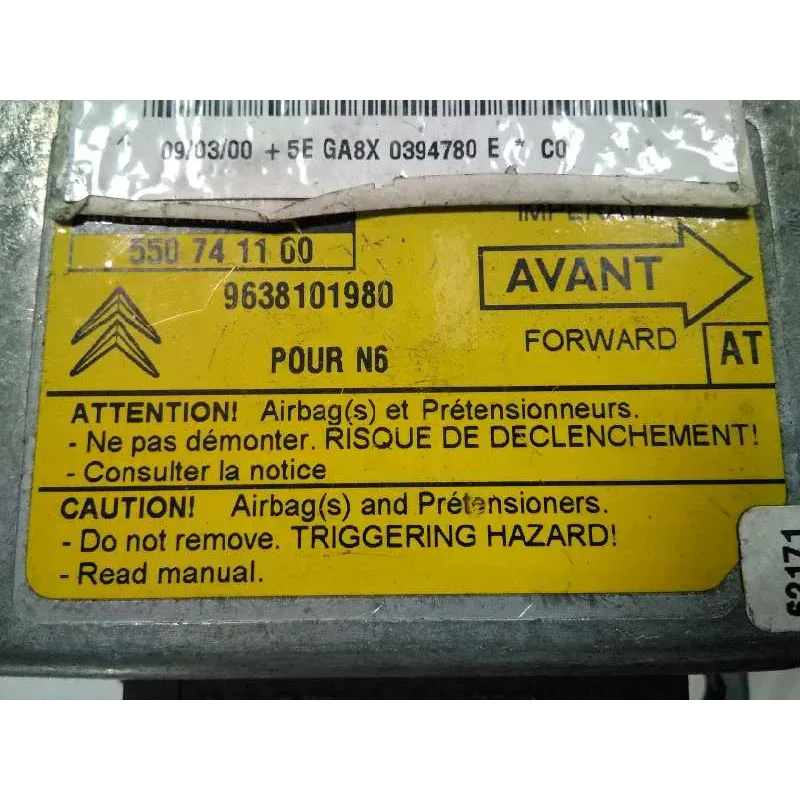 09/03/00 + 5E GA8X 0394780 E * C0
550 74 11 00
9638101980
AVANT
POUR N6
FORWARD
AT
ATTENTION! Airbag(s) et Prétensionneurs.
- Ne pas démonter. RISQUE DE DECLENCHEMENT!
- Consulter la notice
CAUTION! Airbag(s) and Prétensioners.
- Do not remove. TRIGGERING HAZARD!
- Read manual.
62171